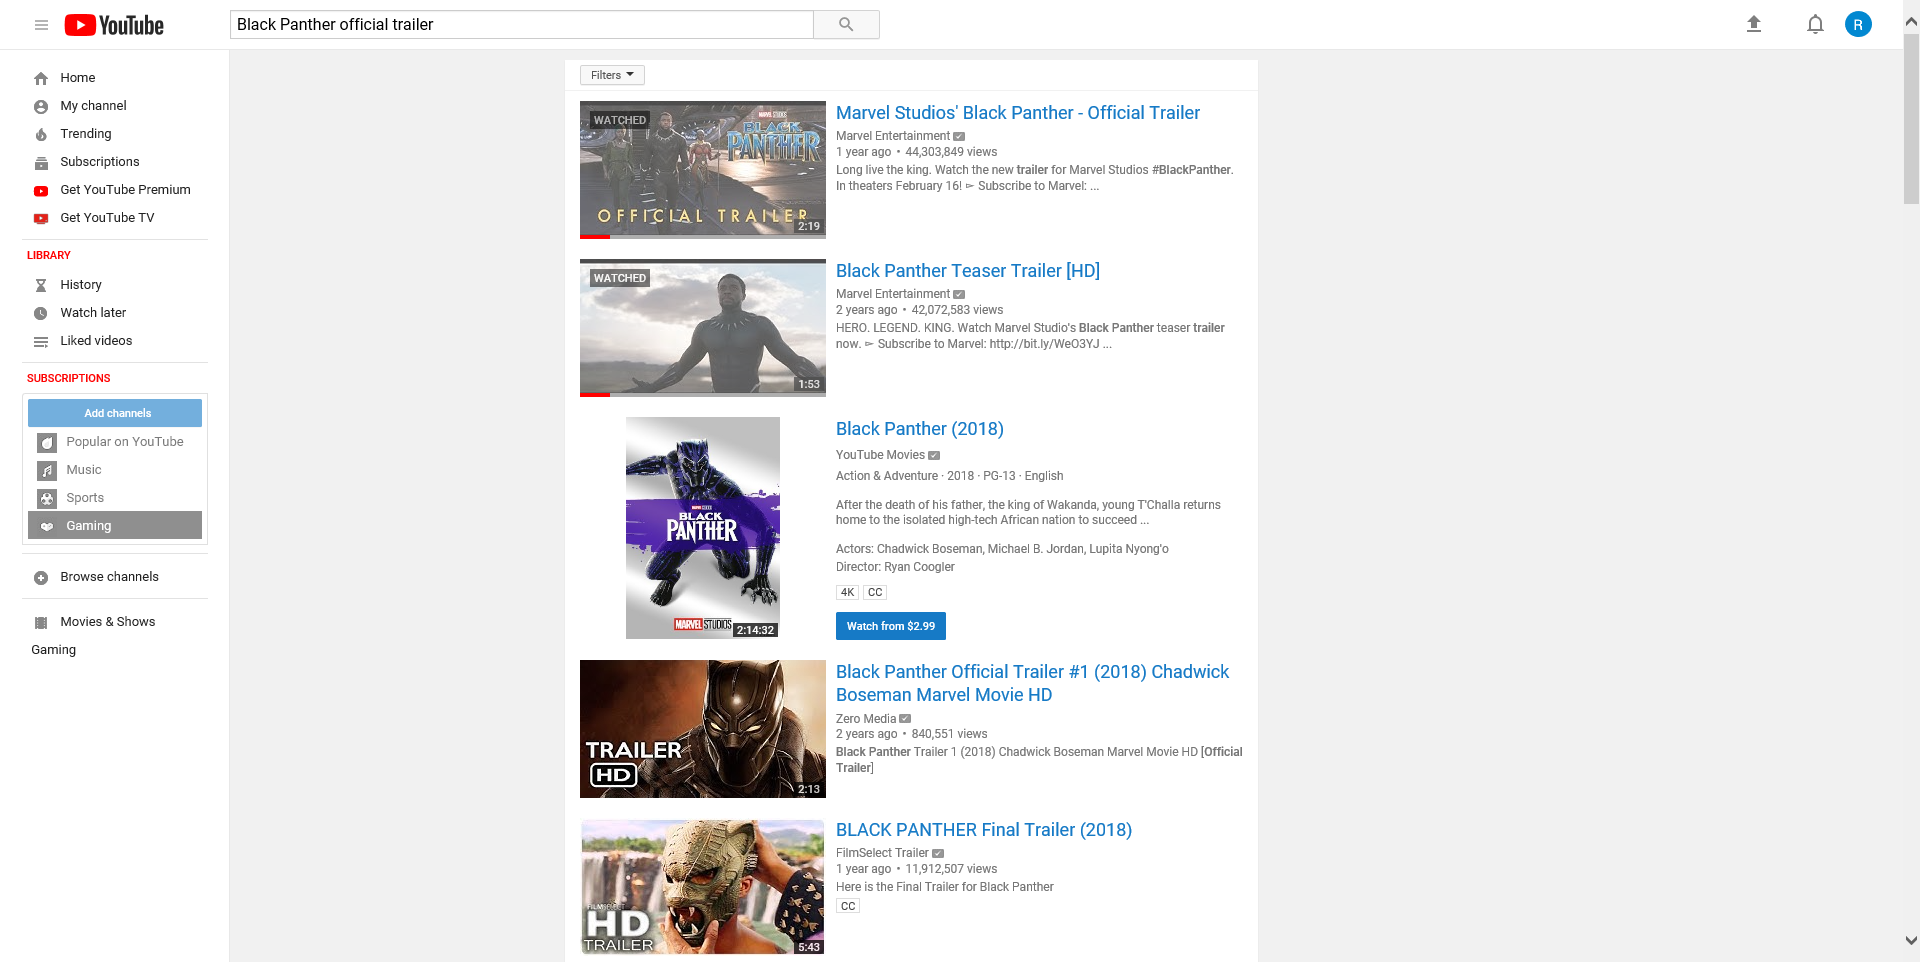 YouTube
Black Panther official trailer
R
Home
My channel
Trending
Subscriptions
Get YouTube Premium
Get YouTube TV
LIBRARY
History
Watch later
Liked videos
SUBSCRIPTIONS
Add channels
Popular on YouTube
Music
Sports
Gaming
Browse channels
Movies & Shows
Gaming
Filters
WATCHED
MARVEL STUDIOS
BLACK
PANTHER
OFFICIAL TRAILER
2:19
Marvel Studios' Black Panther - Official Trailer
Marvel Entertainment
1 year ago • 44,303,849 views
Long live the king. Watch the new trailer for Marvel Studios #BlackPanther.
In theaters February 16! ► Subscribe to Marvel: ...
WATCHED
1:53
Black Panther Teaser Trailer [HD]
Marvel Entertainment
2 years ago • 42,072,583 views
HERO. LEGEND. KING. Watch Marvel Studio's Black Panther teaser trailer
now. ► Subscribe to Marvel: http://bit.ly/WeO3YJ ...
BLACK
PANTHER
MARVEL STUDIOS
2:14:32
Black Panther (2018)
YouTube Movies
Action & Adventure · 2018 · PG-13 · English
After the death of his father, the king of Wakanda, young T'Challa returns
home to the isolated high-tech African nation to succeed ...
Actors: Chadwick Boseman, Michael B. Jordan, Lupita Nyong'o
Director: Ryan Coogler
4K CC
Watch from $2.99
TRAILER
HD
2:13
Black Panther Official Trailer #1 (2018) Chadwick
Boseman Marvel Movie HD
Zero Media
2 years ago • 840,551 views
Black Panther Trailer 1 (2018) Chadwick Boseman Marvel Movie HD [Official
Trailer]
FILMSELECT
HD
TRAILER
5:43
BLACK PANTHER Final Trailer (2018)
FilmSelect Trailer
1 year ago • 11,912,507 views
Here is the Final Trailer for Black Panther
CC